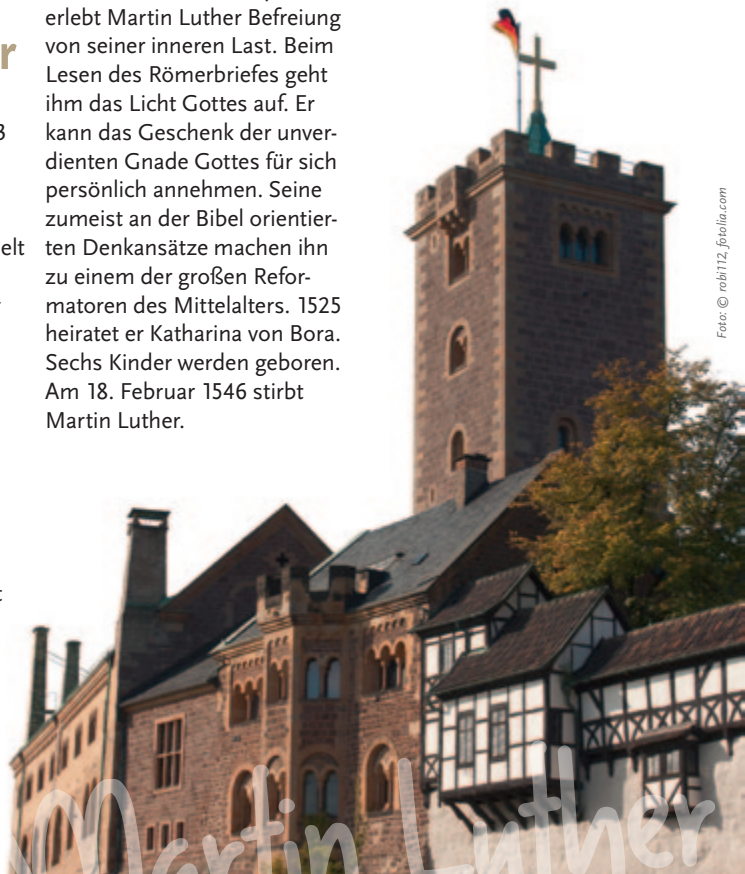 erlebt Martin Luther Befreiung
von seiner inneren Last. Beim
Lesen des Römerbriefes geht
ihm das Licht Gottes auf. Er
kann das Geschenk der unver-
dienten Gnade Gottes für sich
persönlich annehmen. Seine
zumeist an der Bibel orientier-
ten Denkansätze machen ihn
zu einem der großen Refor-
matoren des Mittelalters. 1525
heiratet er Katharina von Bora.
Sechs Kinder werden geboren.
Am 18. Februar 1546 stirbt
Martin Luther.
Foto: © robi112, fotolia.com
Martin Luther